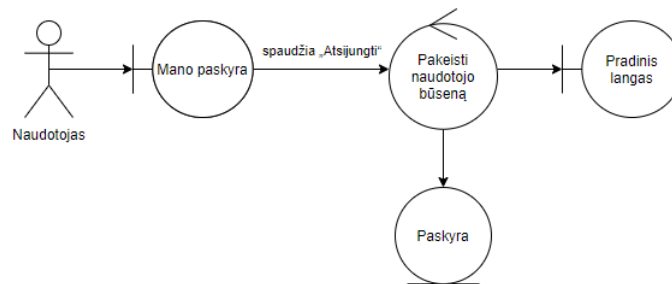 Naudotojas
Mano paskyra
spaudžia „Atsijungti“
Pakeisti
naudotojo
būseną
Pradinis
langas
Paskyra